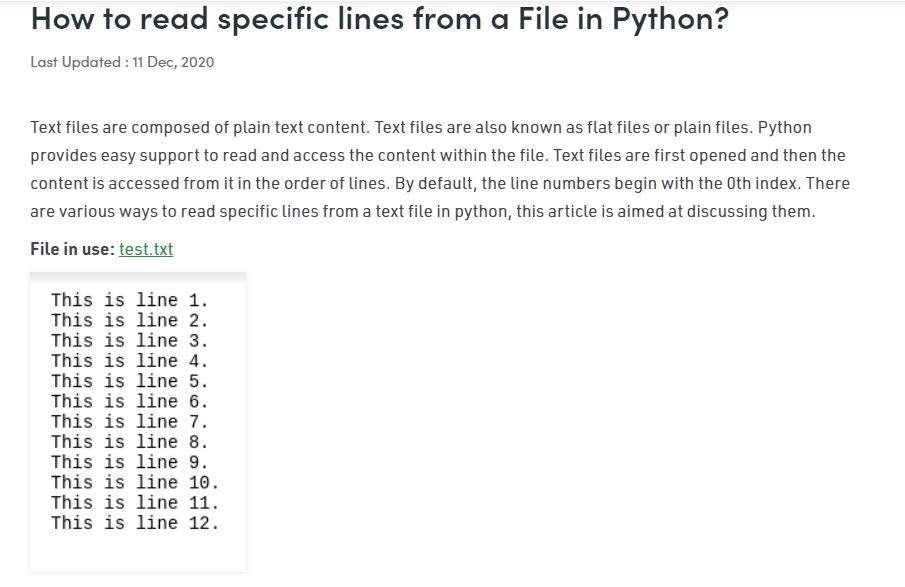 How to read specific lines from a File in Python?
Last Updated : 11 Dec, 2020
Text files are composed of plain text content. Text files are also known as flat files or plain files. Python
provides easy support to read and access the content within the file. Text files are first opened and then the
content is accessed from it in the order of lines. By default, the line numbers begin with the 0th index. There
are various ways to read specific lines from a text file in python, this article is aimed at discussing them.
File in use: test.txt
This is line 1.
This is line 2.
This is line 3.
This is line 4.
This is line 5.
This is line 6.
This is line 7.
This is line 8.
This is line 9.
This is line 10.
This is line 11.
This is line 12.